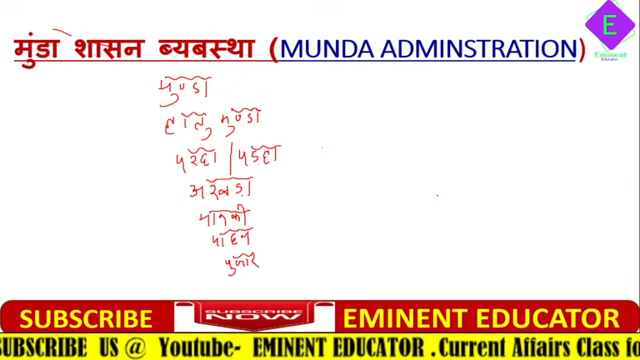 E
Eminent
Educator
मुंडा शासन ब्यबस्था (MUNDA ADMINSTRATION)
मुण्डा
हातु मुण्डा
परहा | पड़हा
अखड़ा
मानकी
पाहन
पुजार
SUBSCRIBE SUBSCRIBE NOW EMINENT EDUCATOR
SUBSCRIBE US @ Youtube- EMINENT EDUCATOR .Current Affairs Class fo